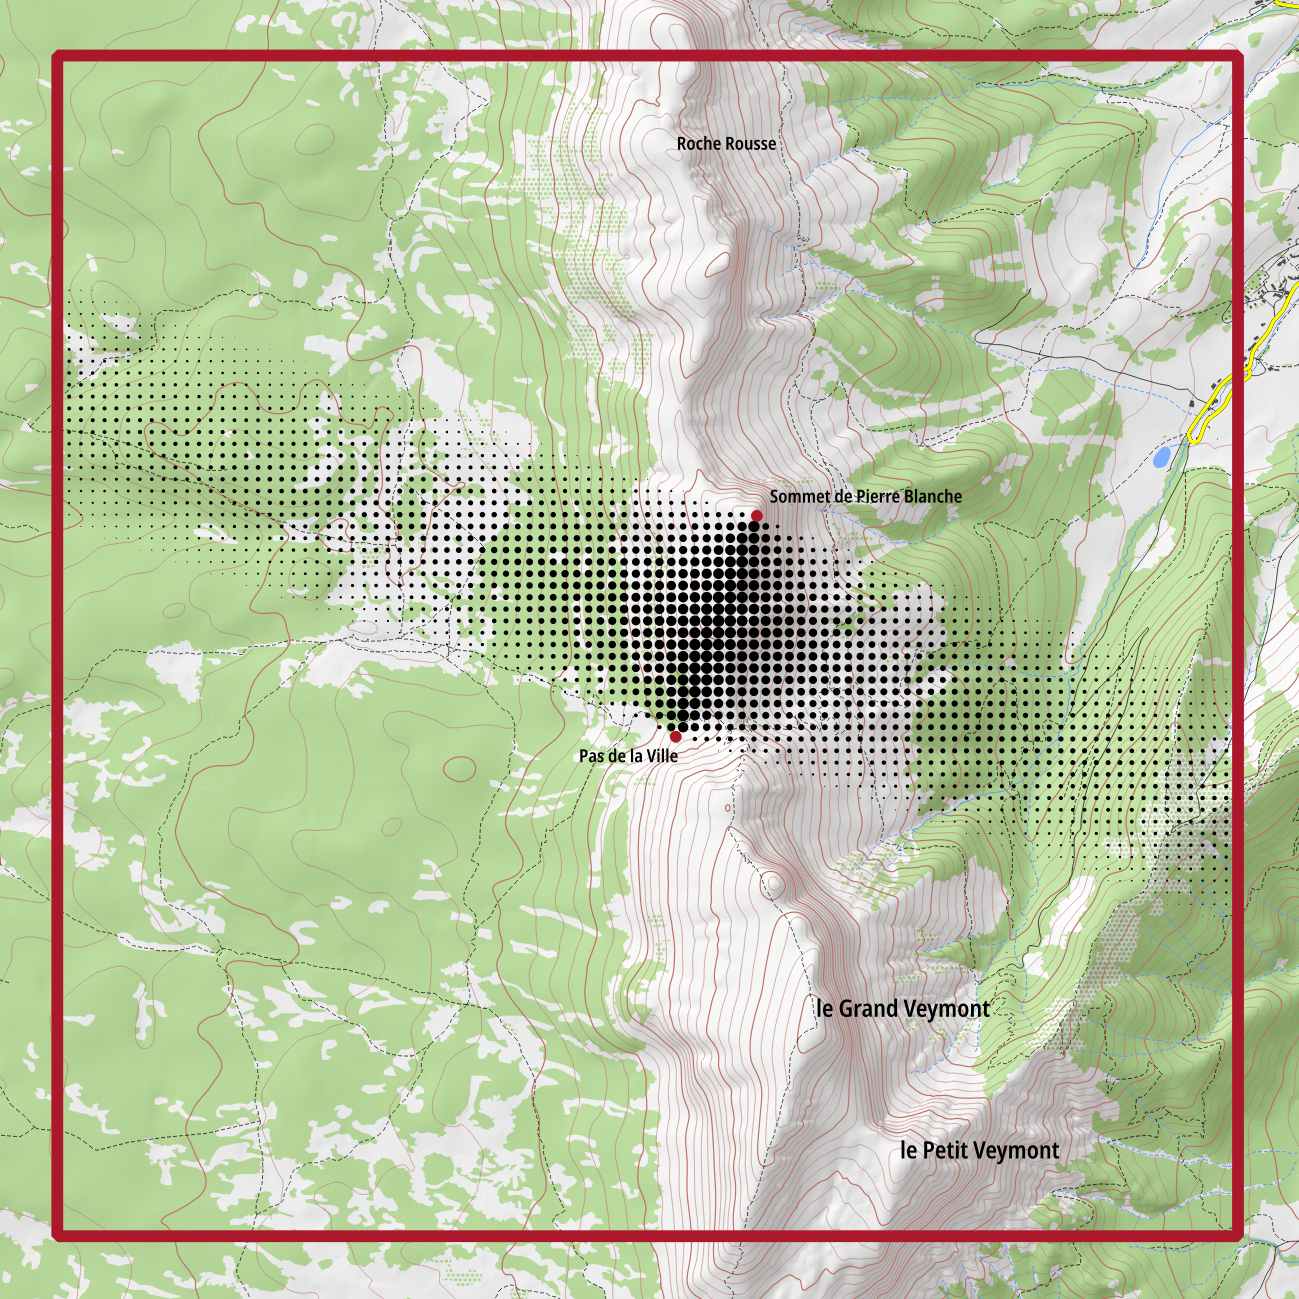 Roche Rousse
Sommet de Pierre Blanche
Pas de la Ville
le Grand Veymont
le Petit Veymont